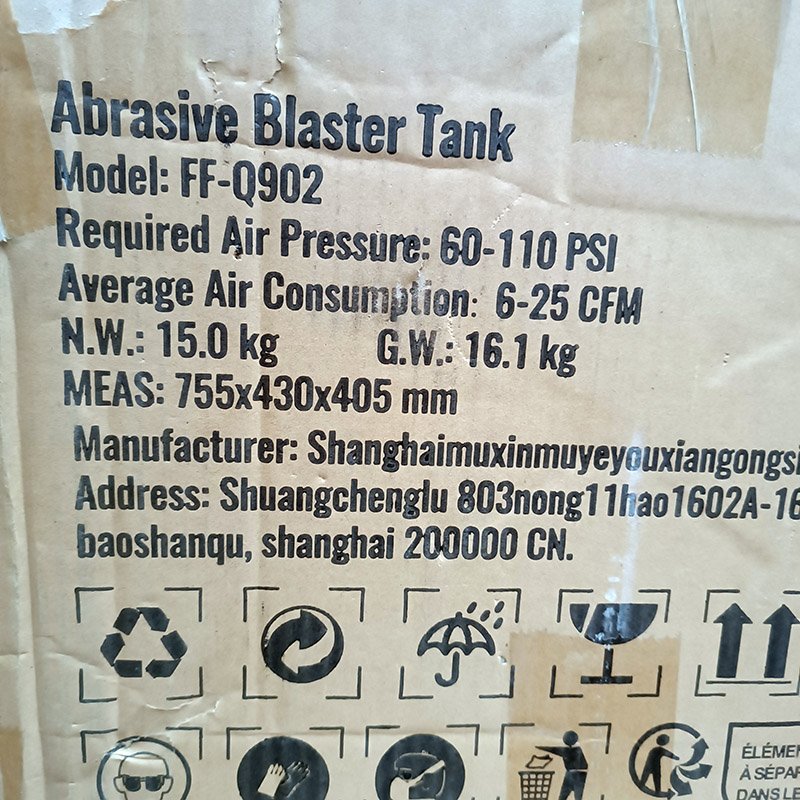 Abrasive Blaster Tank
Model: FF-Q902
Required Air Pressure: 60-110 PSI
Average Air Consumption: 6-25 CFM
N.W.: 15.0 kg G.W.: 16.1 kg
MEAS: 755x430x405 mm
Manufacturer: Shanghaimuxinmuyeyouxiangongsi
Address: Shuangchenglu 803nong11hao1602A-16
baoshanqu, shanghai 200000 CN.
ÉLÉMEN
À SÉPAR
DANS LE